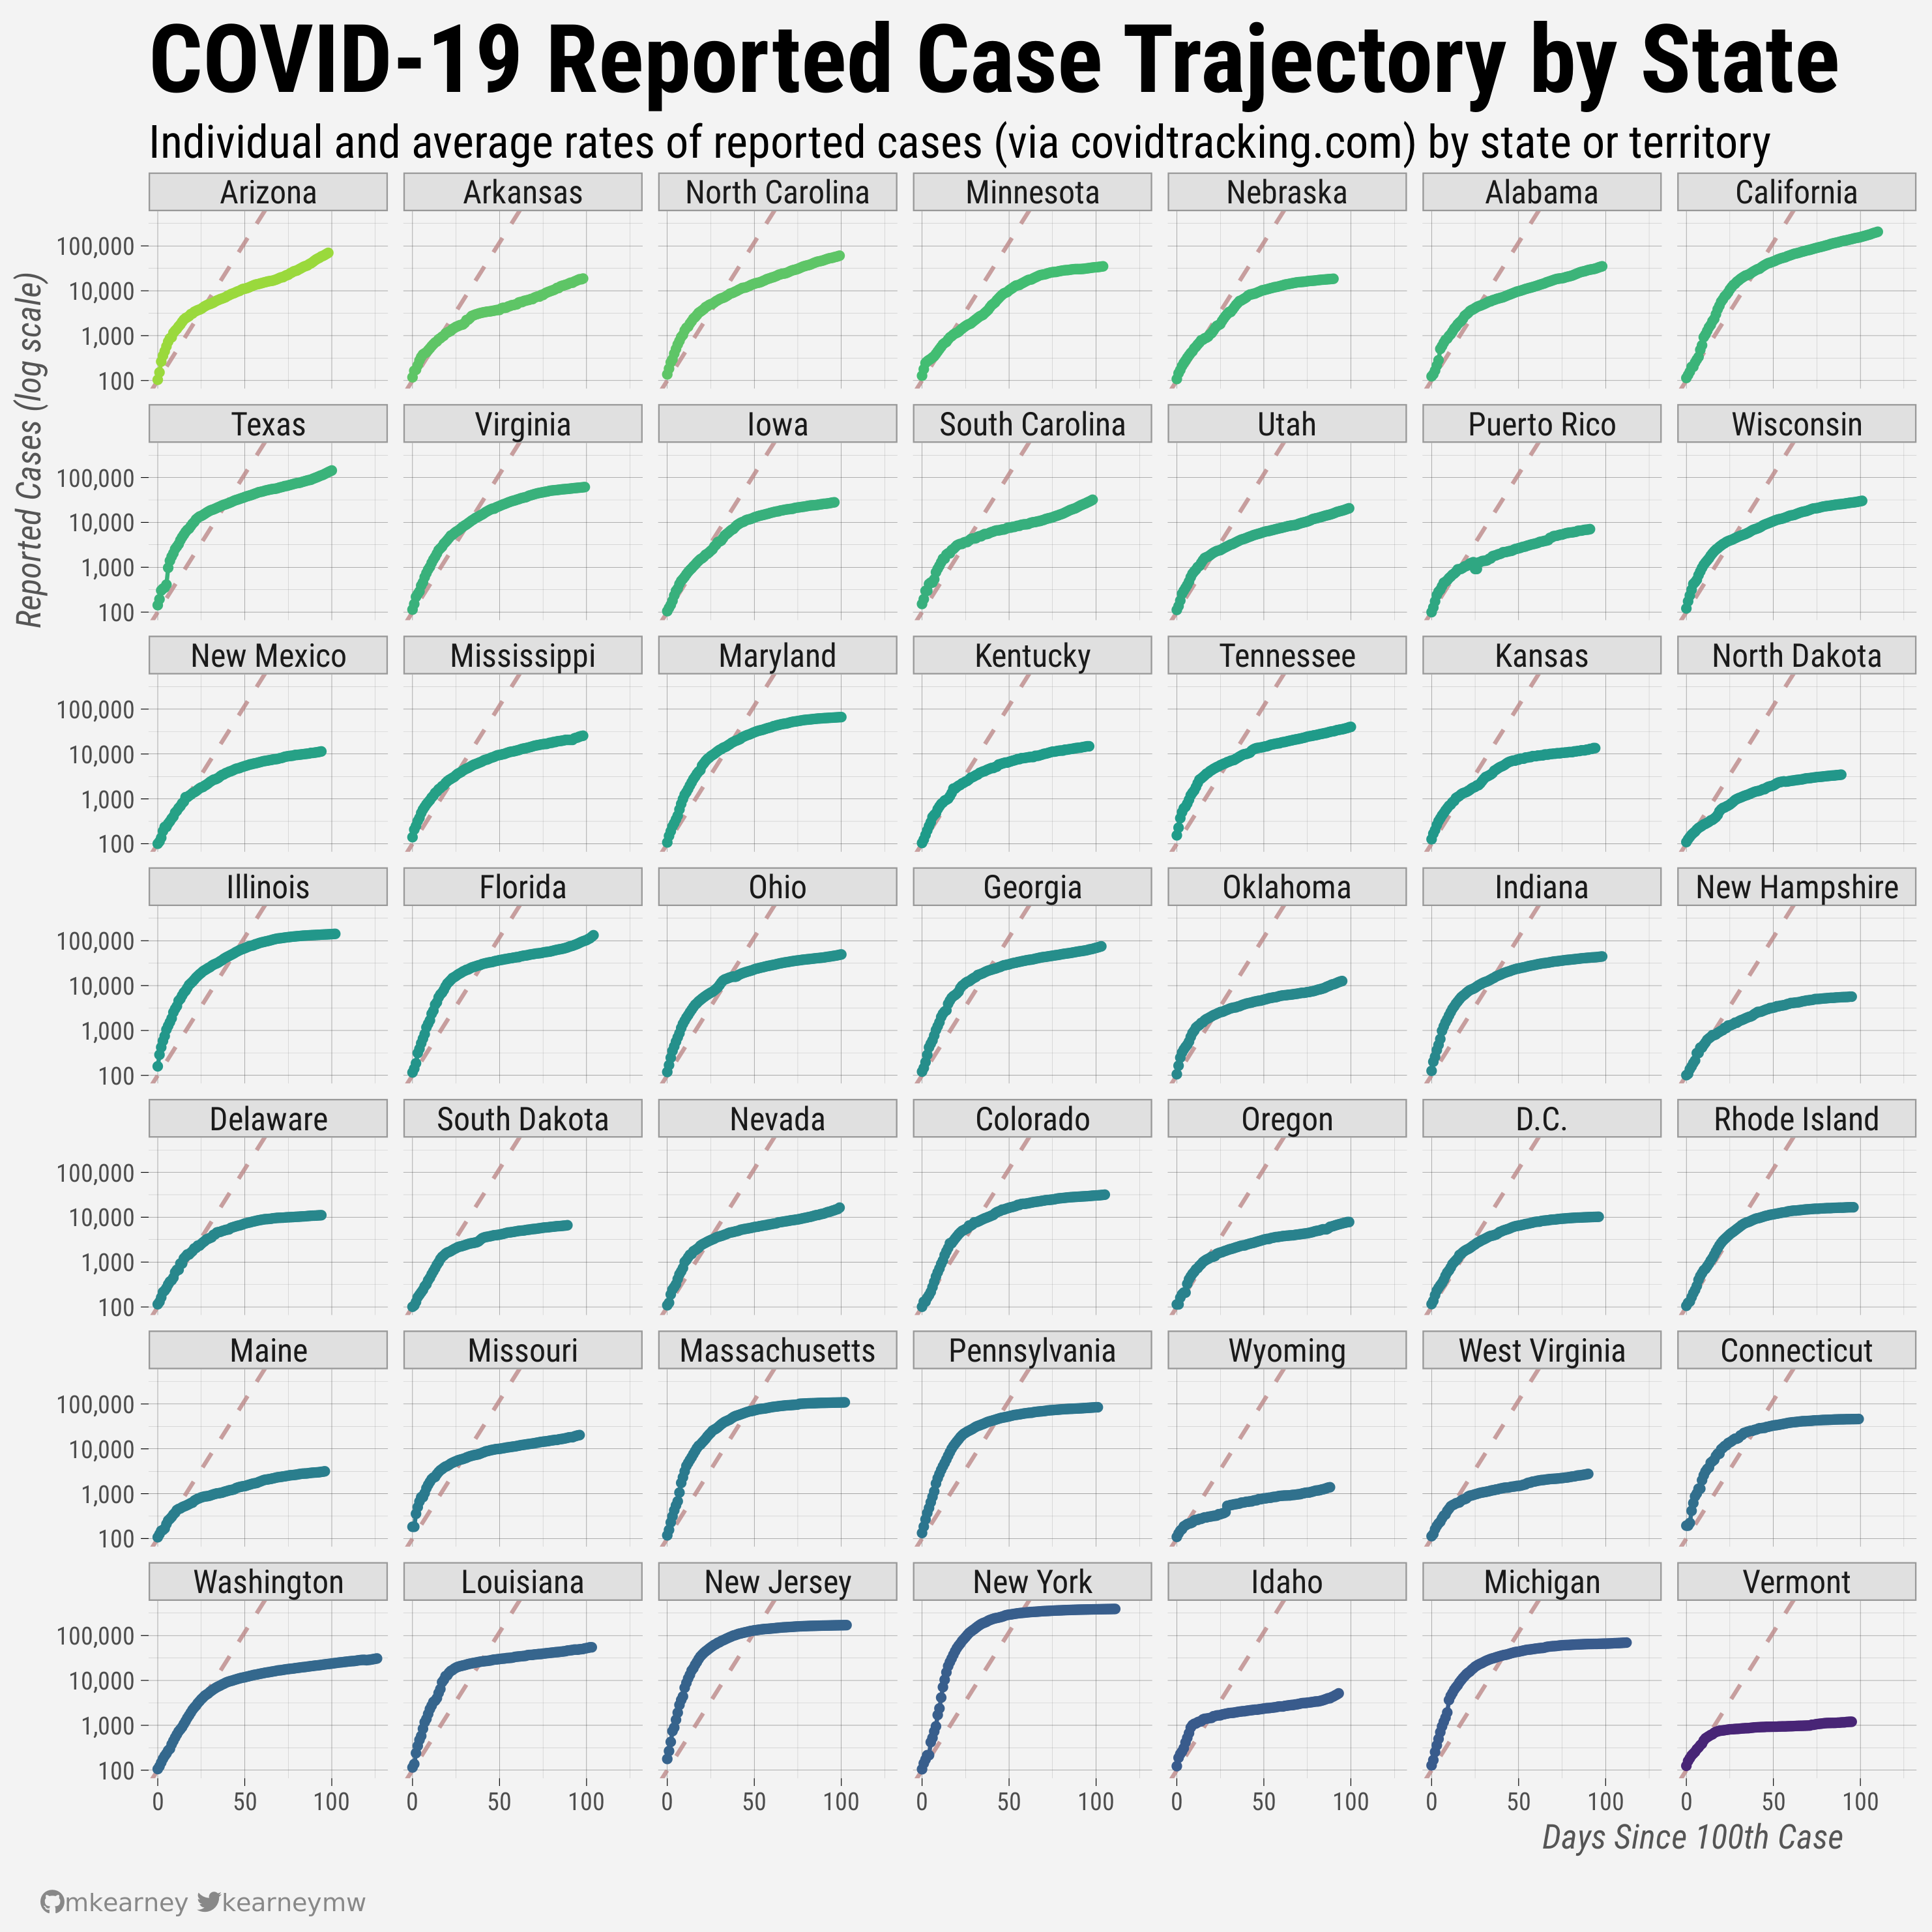 COVID-19 Reported Case Trajectory by State
Individual and average rates of reported cases (via covidtracking.com) by state or territory
Reported Cases (log scale)
Arizona Arkansas North Carolina Minnesota Nebraska Alabama California
100,000
10,000
1,000
100
Texas Virginia Iowa South Carolina Utah Puerto Rico Wisconsin
100,000
10,000
1,000
100
New Mexico Mississippi Maryland Kentucky Tennessee Kansas North Dakota
100,000
10,000
1,000
100
Illinois Florida Ohio Georgia Oklahoma Indiana New Hampshire
100,000
10,000
1,000
100
Delaware South Dakota Nevada Colorado Oregon D.C. Rhode Island
100,000
10,000
1,000
100
Maine Missouri Massachusetts Pennsylvania Wyoming West Virginia Connecticut
100,000
10,000
1,000
100
Washington Louisiana New Jersey New York Idaho Michigan Vermont
100,000
10,000
1,000
100
0 50 100 0 50 100 0 50 100 0 50 100 0 50 100 0 50 100 0 50 100
Days Since 100th Case
mkearney kearneymw